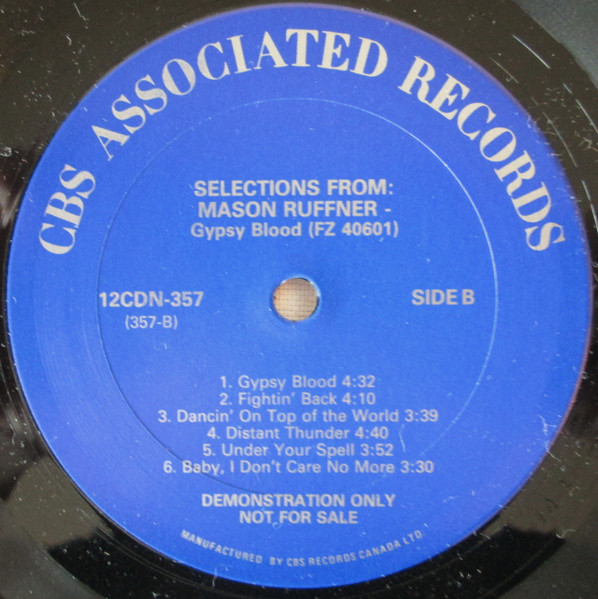 CBS ASSOCIATED RECORDS
SELECTIONS FROM:
MASON RUFFNER -
Gypsy Blood (FZ 40601)
12CDN-357
(357-B)
SIDE B
1. Gypsy Blood 4:32
2. Fightin' Back 4:10
3. Dancin' On Top of the World 3:39
4. Distant Thunder 4:40
5. Under Your Spell 3:52
6. Baby, I Don't Care No More 3:30
DEMONSTRATION ONLY
NOT FOR SALE
MANUFACTURED BY CBS RECORDS CANADA LTD.